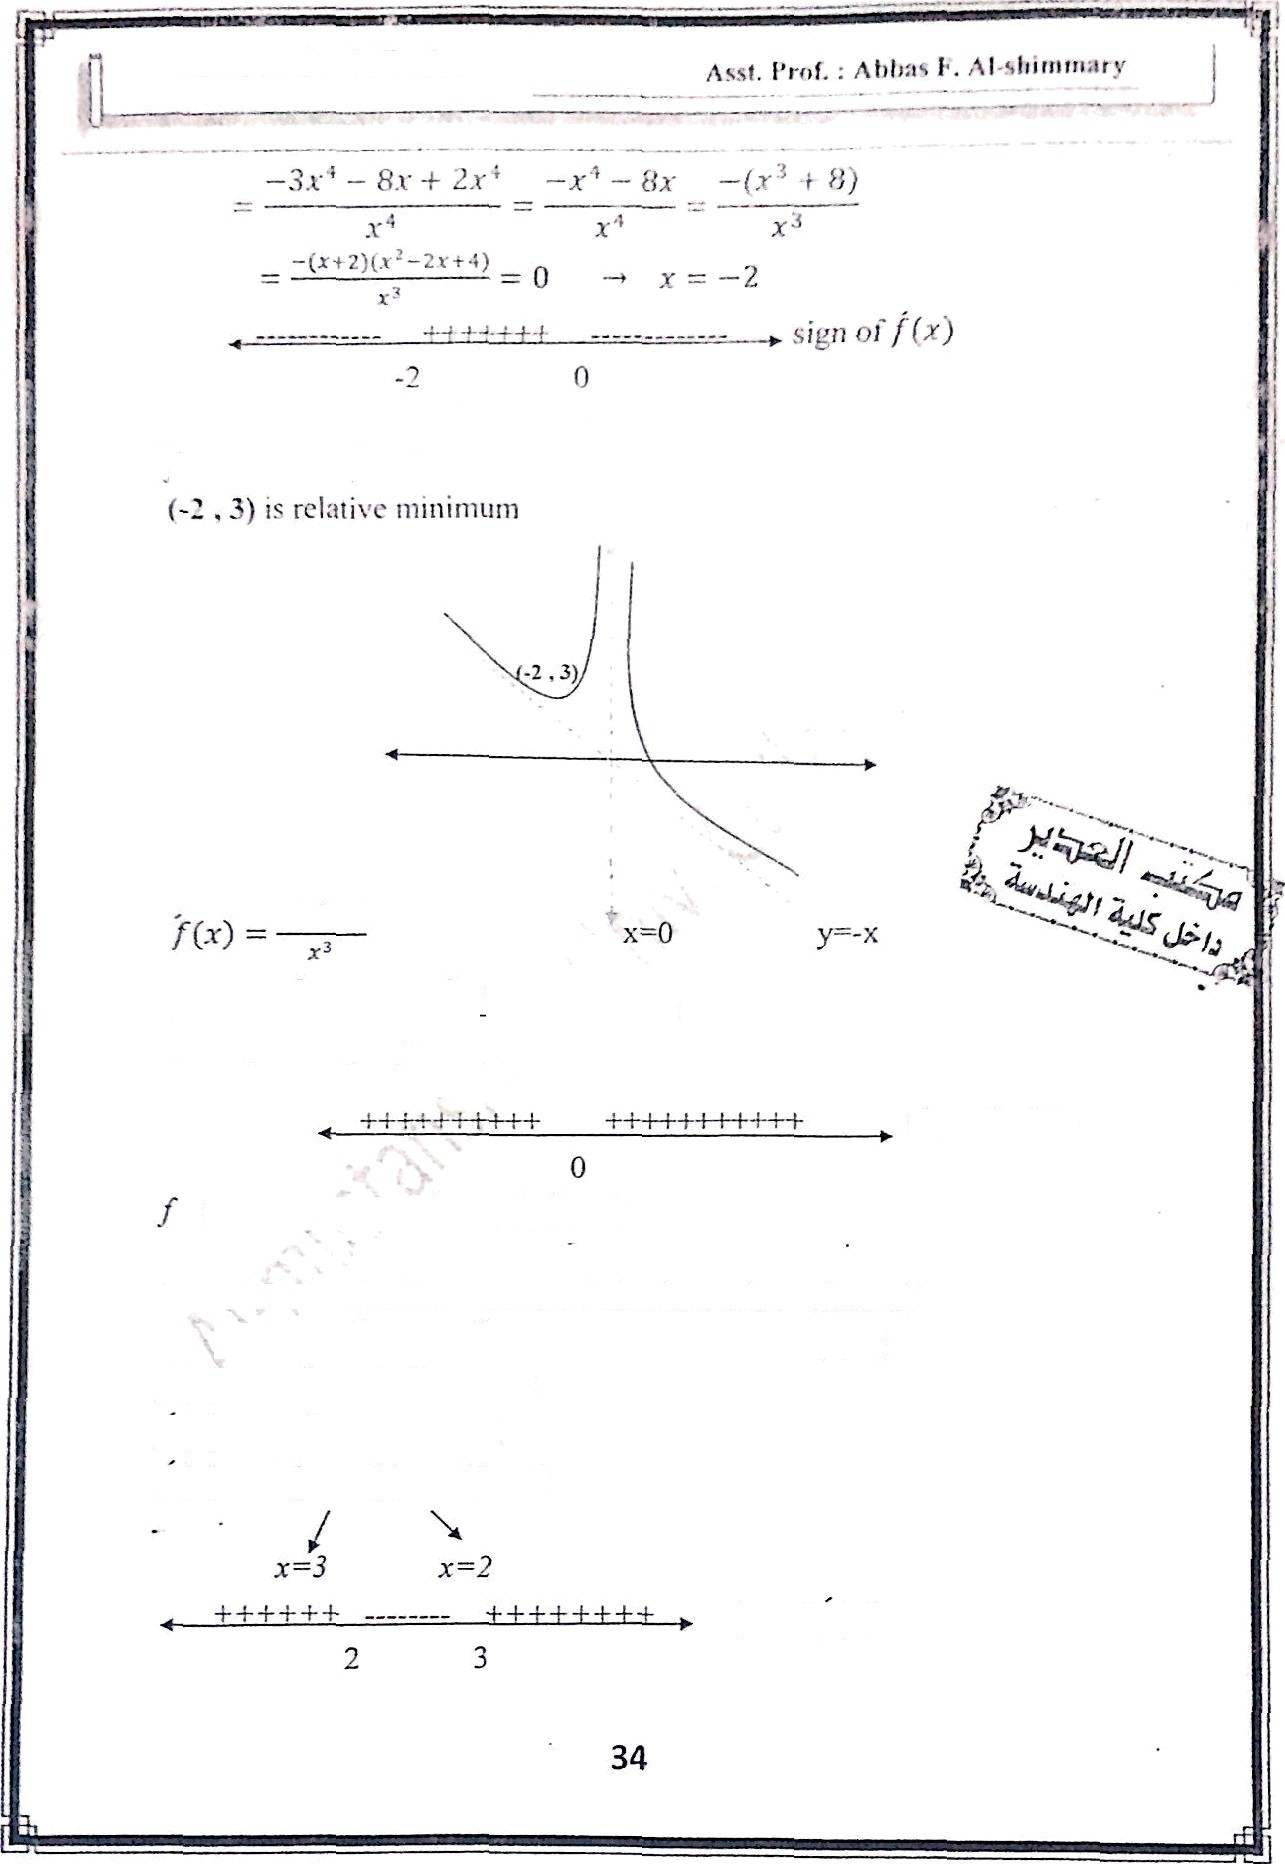 Asst. Prof. : Abbas F. Al-shimmary
= (−3x⁴ − 8x + 2x⁴)/x⁴ = (−x⁴ − 8x)/x⁴ = −(x³ + 8)/x³
= −(x+2)(x²−2x+4)/x³ = 0 → x = −2
------------- +++++++ -------------- sign of f́(x)
-2 0
(-2 , 3) is relative minimum
(-2 , 3)
مكتب الغدير
داخل كلية الهندسة
f́(x) = ——— x³
x=0 y=-x
++++++++++ +++++++++++
0
f
x=3 x=2
++++++ -------- ++++++++
2 3
34